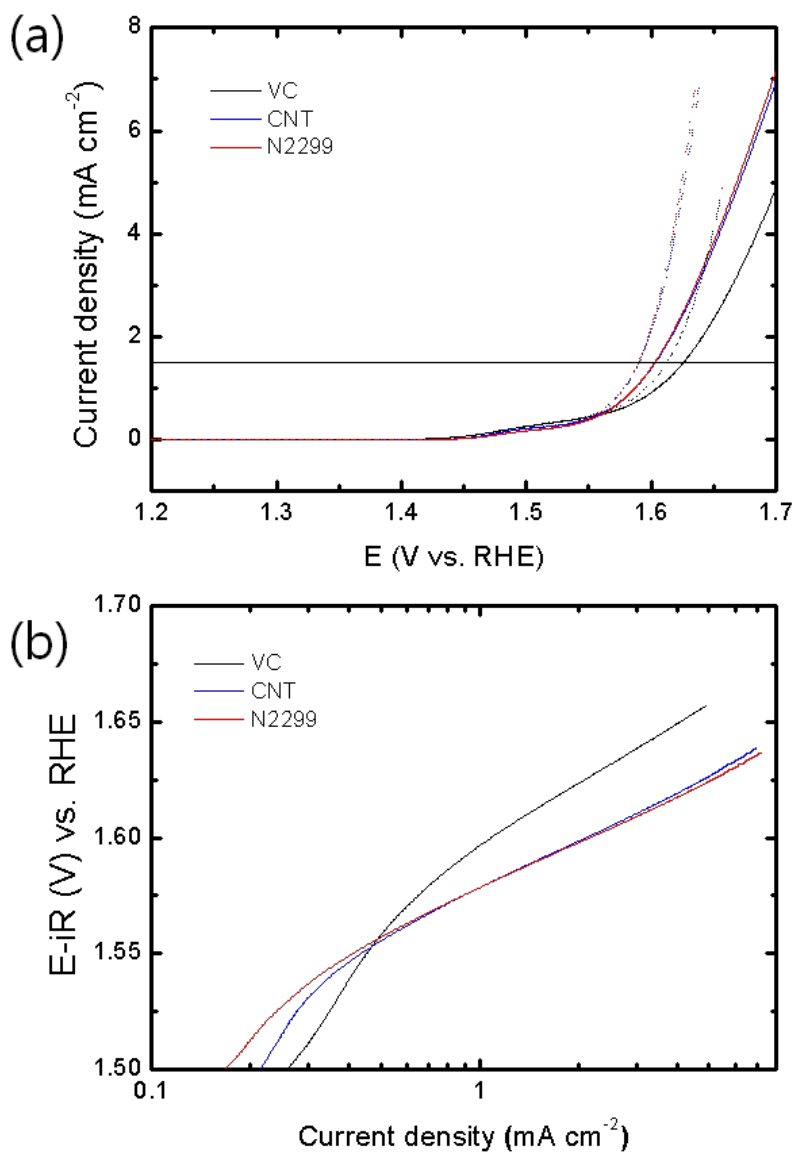 (a)
8
6
4
2
0
Current density (mA cm⁻²)
VC
CNT
N2299
1.2 1.3 1.4 1.5 1.6 1.7
E (V vs. RHE)
(b)
1.70
1.65
1.60
1.55
1.50
E-iR (V) vs. RHE
VC
CNT
N2299
0.1 1
Current density (mA cm⁻²)